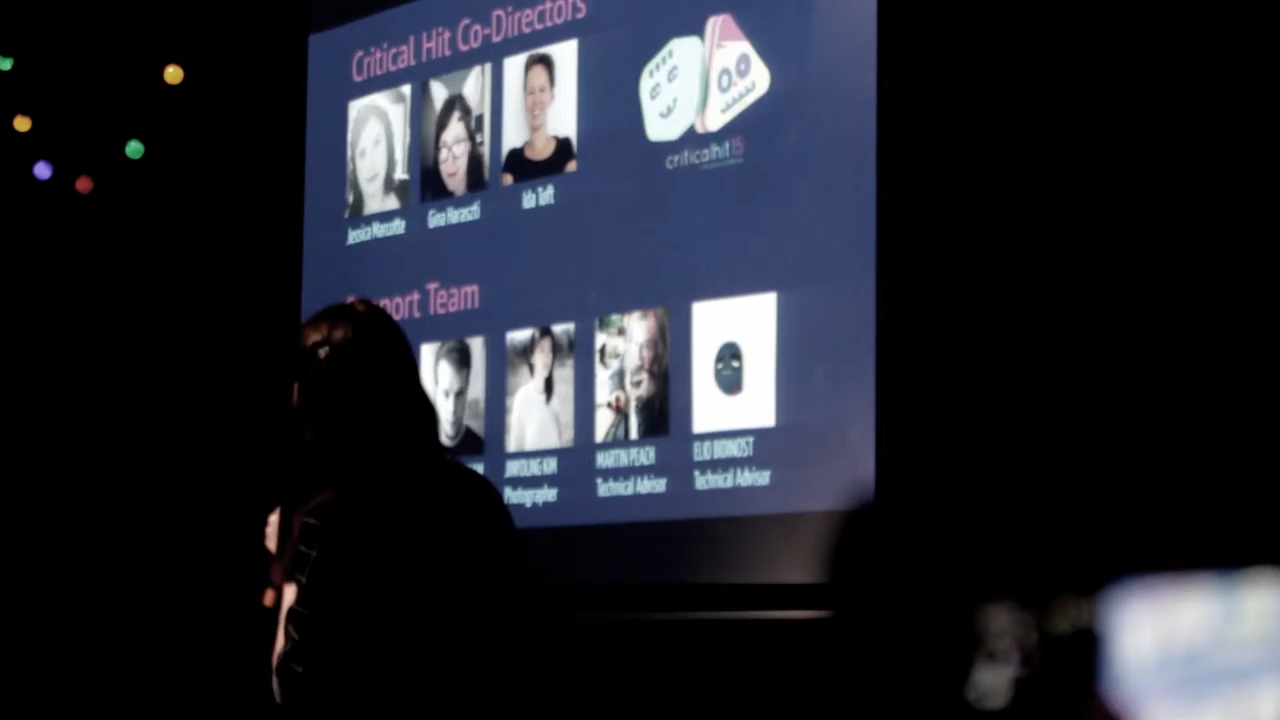 Critical Hit Co-Directors
criticalhit15
Jessica Marcotte
Gina Haraszti
Ida Toft
Support Team
JINYOUNG KIM
Photographer
MARTIN PEACH
Technical Advisor
ELIO BIDINOST
Technical Advisor